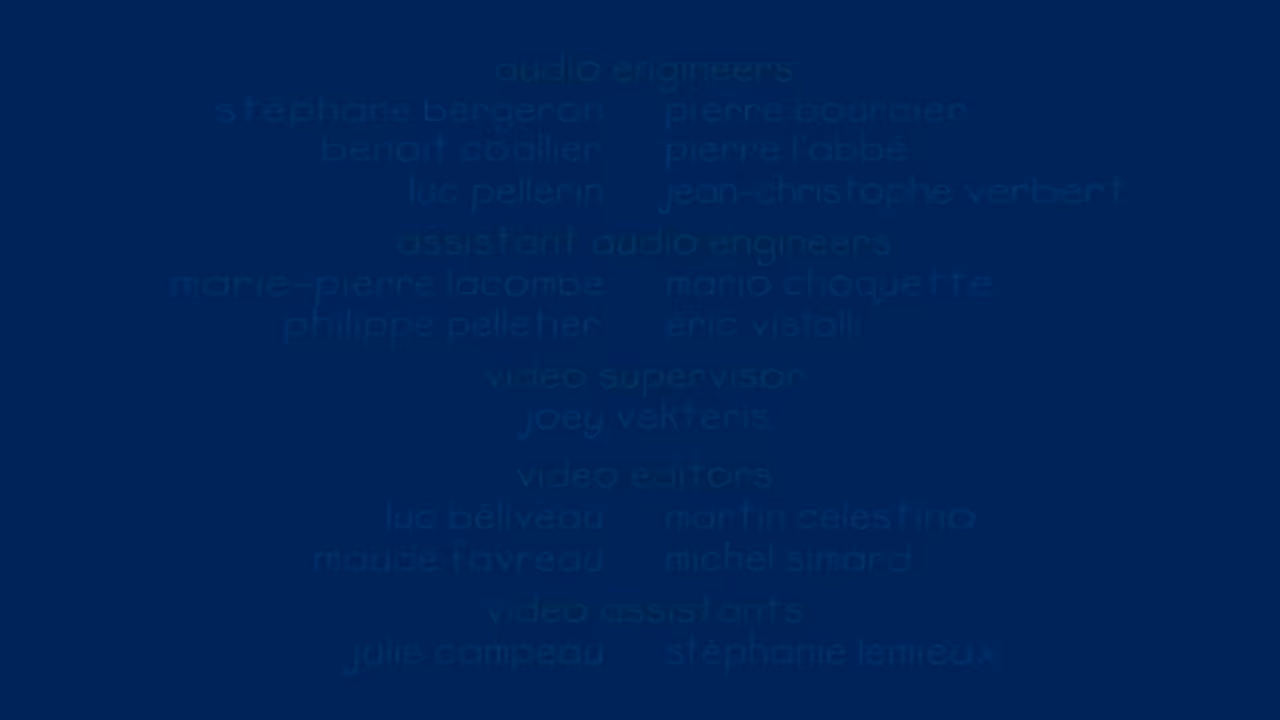 audio engineers
stéphane bergeron pierre bourcier
benoit coallier pierre l'abbé
luc pellerin jean-christophe verbert
assistant audio engineers
marie-pierre lacombe mario choquette
philippe pelletier éric vistalli
video supervisor
joey vekteris
video editors
luc béliveau martin celestino
maude favreau michel simard
video assistants
julie campeau stéphanie lemieux